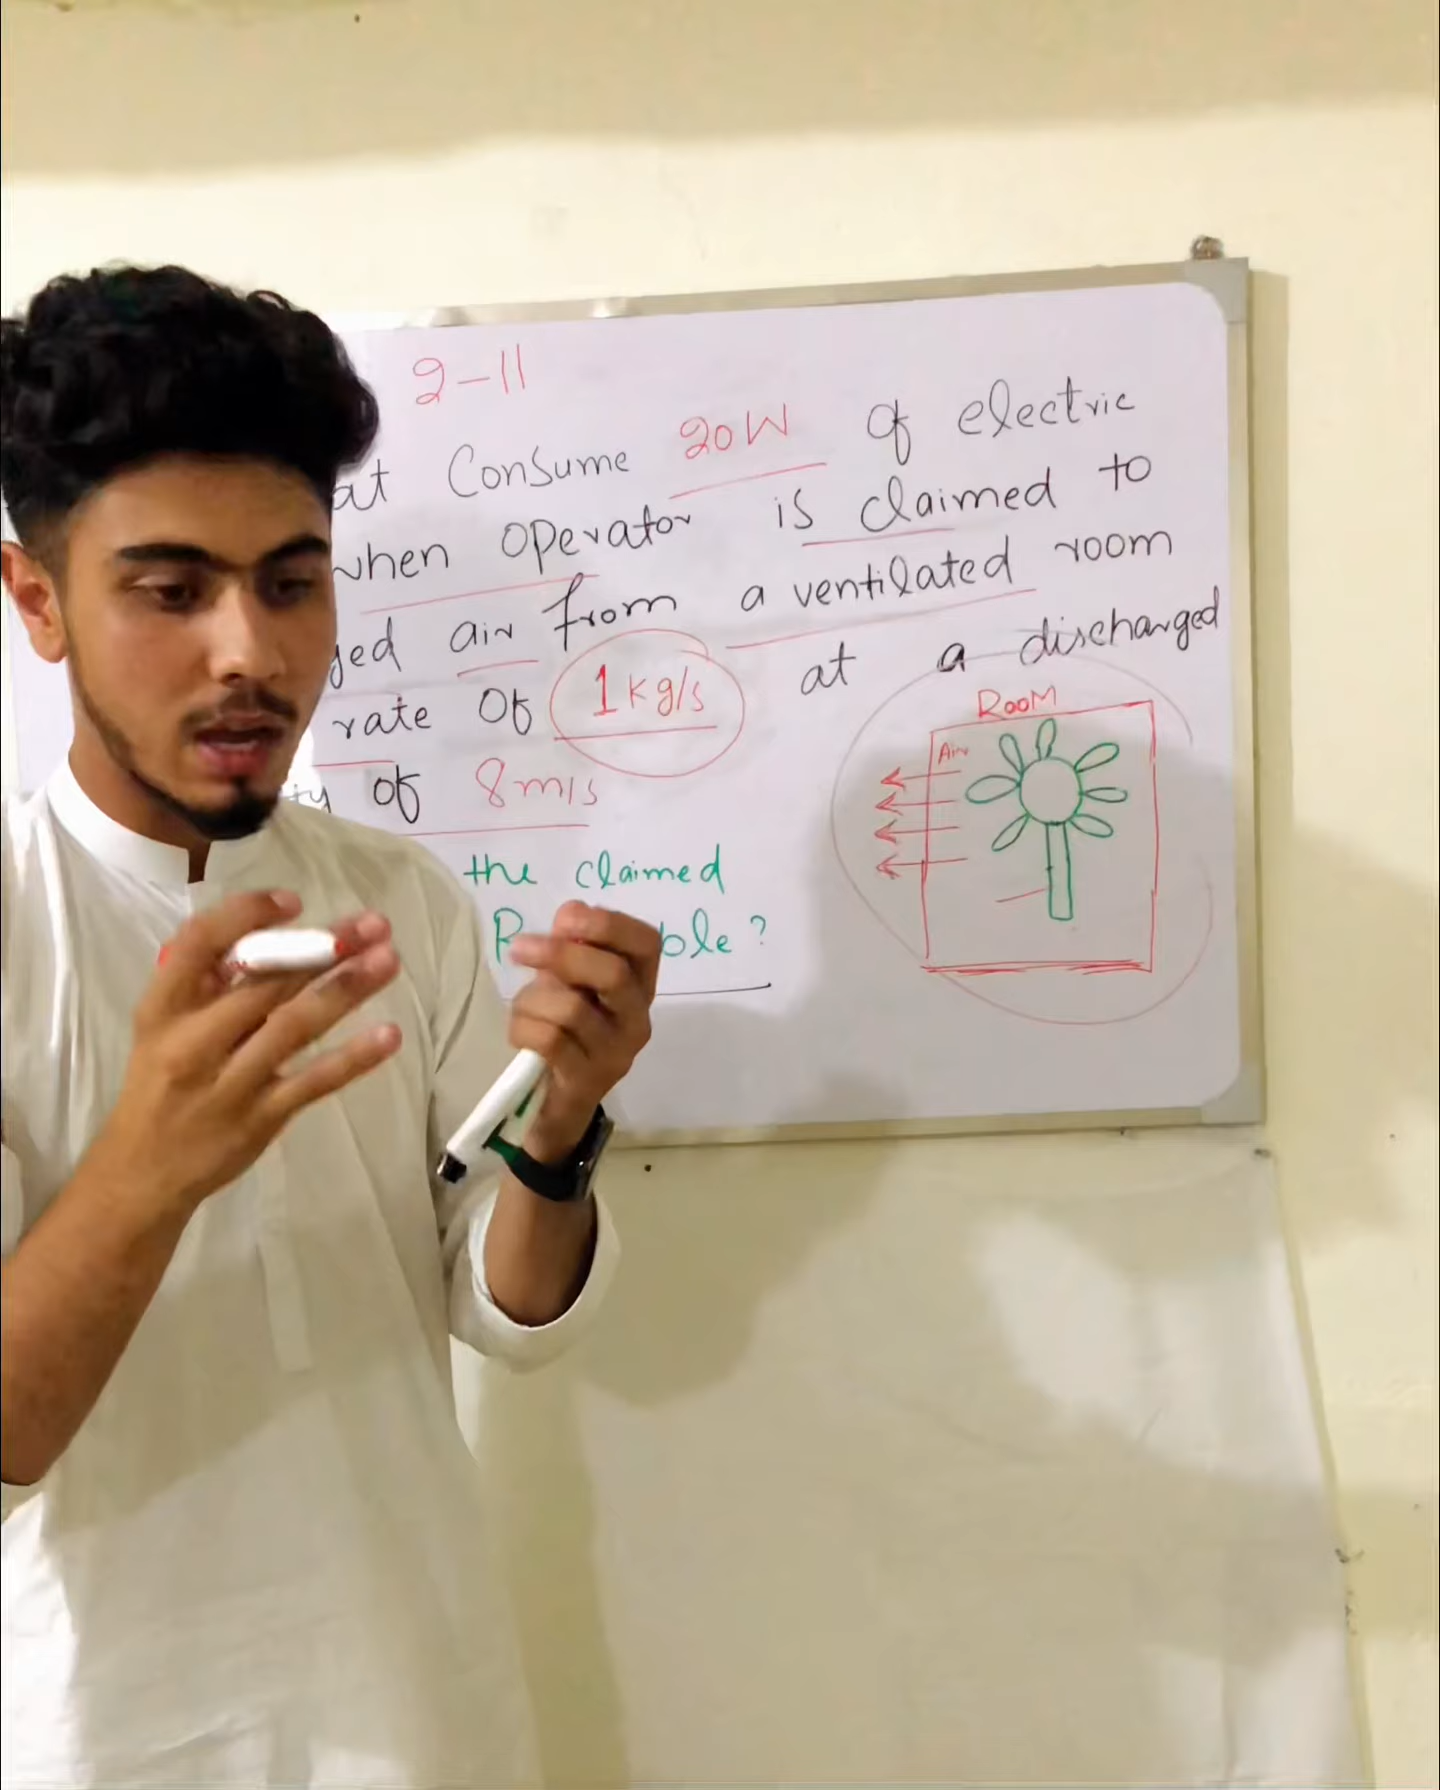 2-11
at Consume 20W of electric
when operator is claimed to
ged air from a ventilated room
rate of 1kg/s at a discharged
ty of 8m/s
the claimed
ble?
ROOM
Air